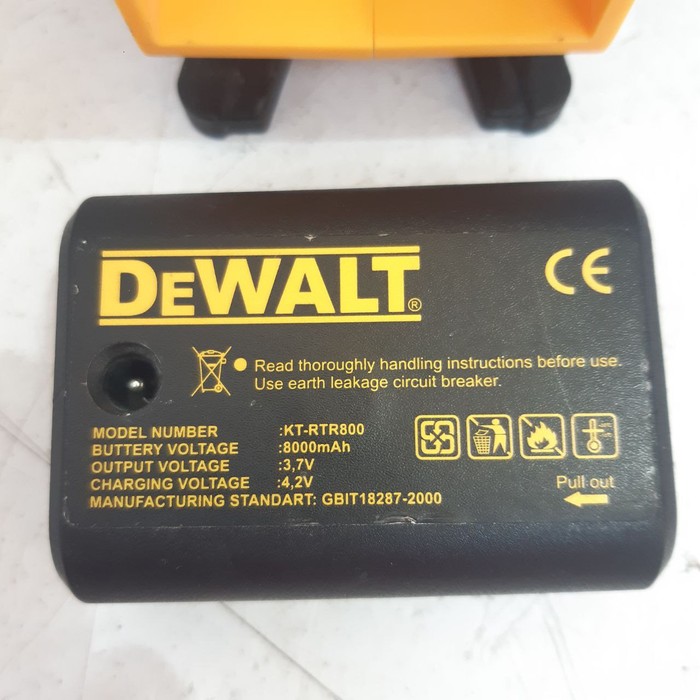 DEWALT®
CE
Read thoroughly handling instructions before use.
Use earth leakage circuit breaker.
MODEL NUMBER :KT-RTR800
BUTTERY VOLTAGE :8000mAh
OUTPUT VOLTAGE :3,7V
CHARGING VOLTAGE :4,2V
MANUFACTURING STANDART: GBIT18287-2000
Pull out